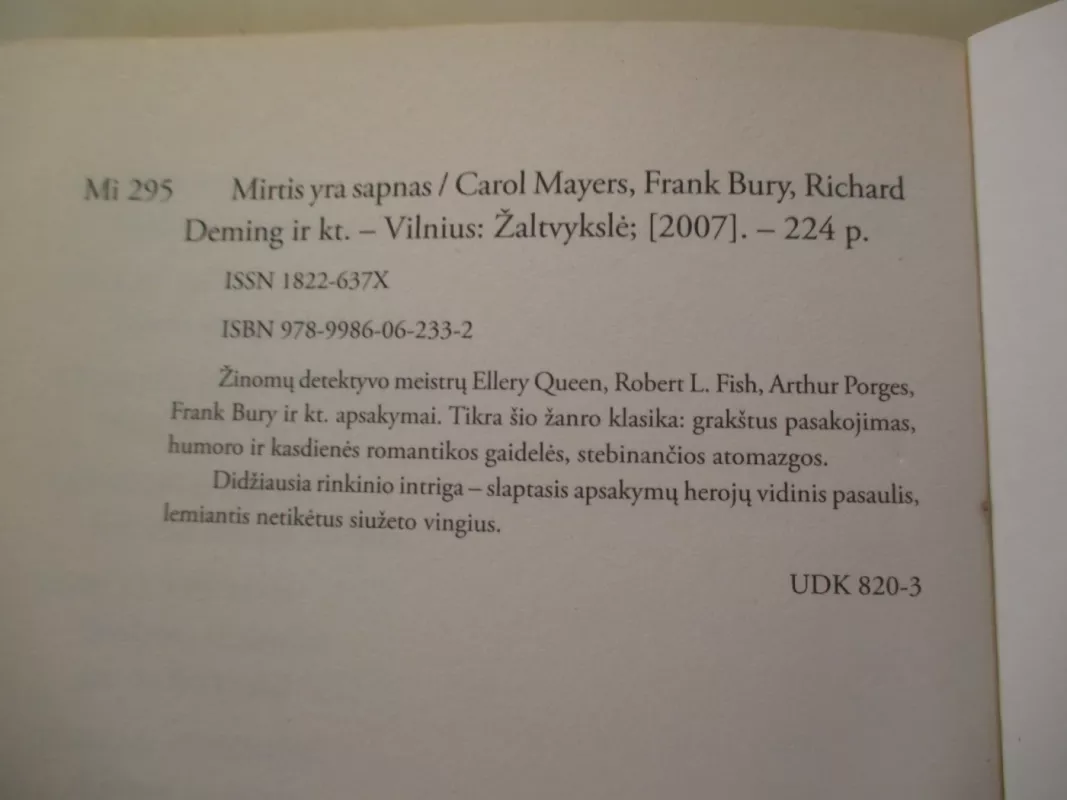 Mi 295 Mirtis yra sapnas / Carol Mayers, Frank Bury, Richard
Deming ir kt. – Vilnius: Žaltvykslė; [2007]. – 224 p.
ISSN 1822-637X
ISBN 978-9986-06-233-2
Žinomų detektyvo meistrų Ellery Queen, Robert L. Fish, Arthur Porges,
Frank Bury ir kt. apsakymai. Tikra šio žanro klasika: grakštus pasakojimas,
humoro ir kasdienės romantikos gaidelės, stebinančios atomazgos.
Didžiausia rinkinio intriga – slaptasis apsakymų herojų vidinis pasaulis,
lemiantis netikėtus siužeto vingius.
UDK 820-3